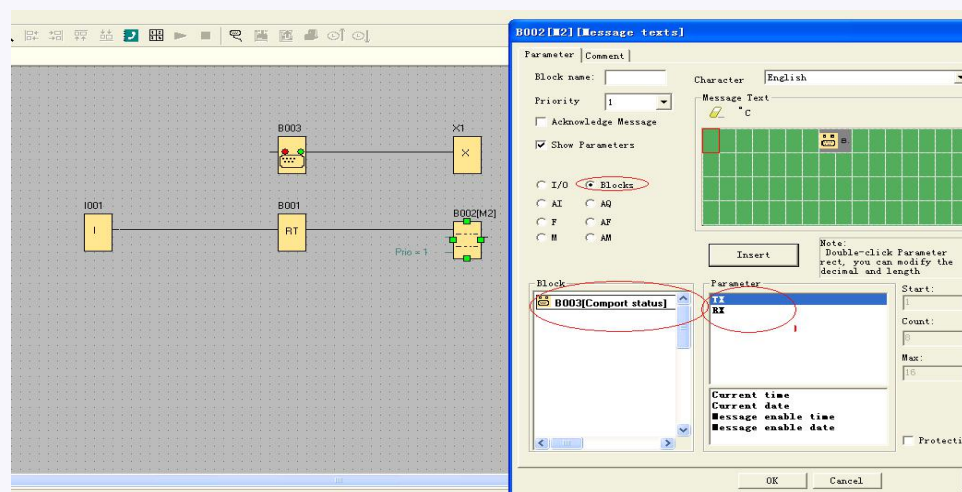 B003
X1
X
I001
I
B001
RT
B002[M2]
Prio = 1
B002[M2][Message texts]
Parameter
Comment
Block name:
Character
English
Priority
1
Message Text
°C
Acknowledge Message
Show Parameters
B.
I/O
Blocks
AI
AQ
F
AF
M
AM
Insert
Note:
Double-click Parameter
rect, you can modify the
decimal and length
Block
B003[Comport status]
Parameter
TX
RX
Start:
1
Count:
Max:
16
Current time
Current date
Message enable time
Message enable date
OK
Cancel